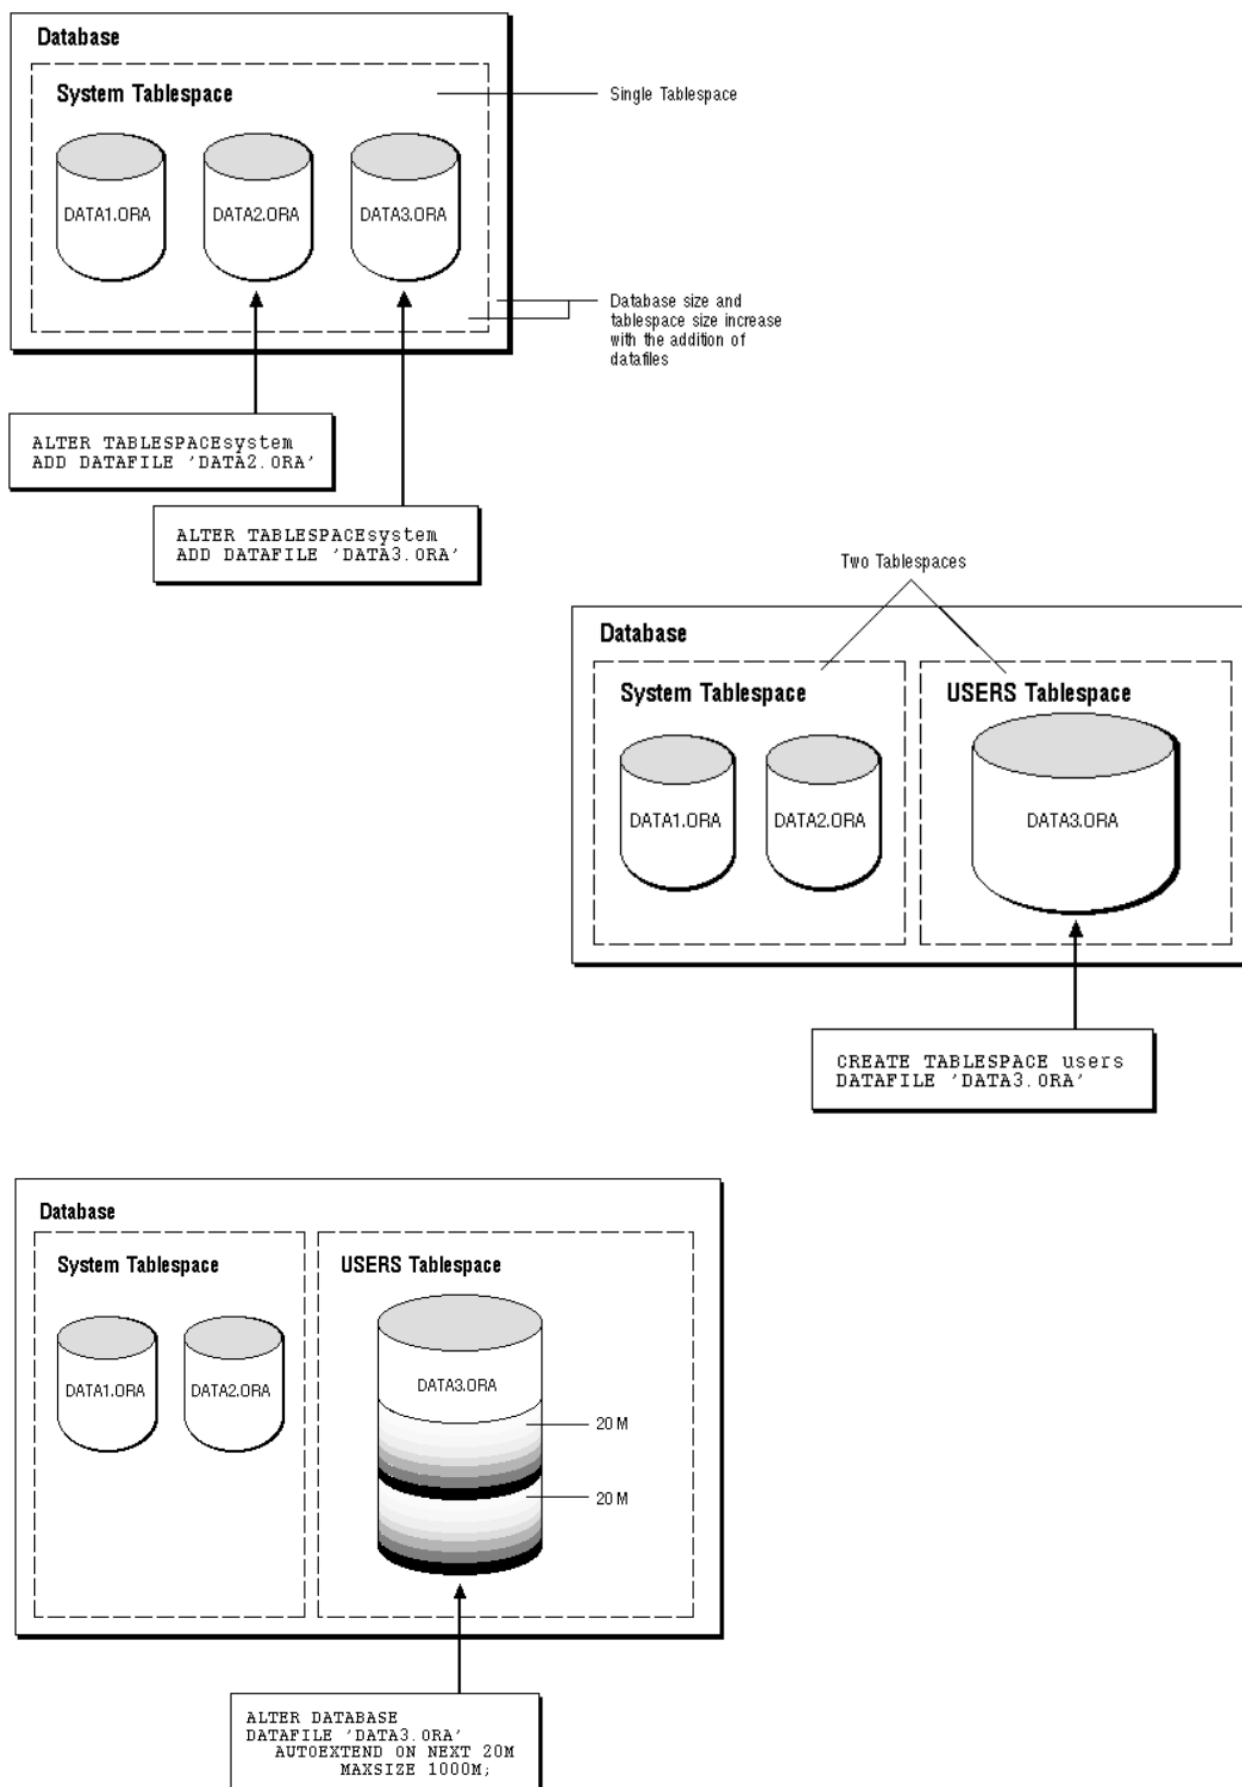 Database
System Tablespace
Single Tablespace
DATA1.ORA
DATA2.ORA
DATA3.ORA
Database size and
tablespace size increase
with the addition of
datafiles
ALTER TABLESPACEsystem
ADD DATAFILE 'DATA2.ORA'
ALTER TABLESPACEsystem
ADD DATAFILE 'DATA3.ORA'
Two Tablespaces
Database
System Tablespace
USERS Tablespace
DATA1.ORA
DATA2.ORA
DATA3.ORA
CREATE TABLESPACE users
DATAFILE 'DATA3.ORA'
Database
System Tablespace
USERS Tablespace
DATA1.ORA
DATA2.ORA
DATA3.ORA
20 M
20 M
ALTER DATABASE
DATAFILE 'DATA3.ORA'
AUTOEXTEND ON NEXT 20M
MAXSIZE 1000M;